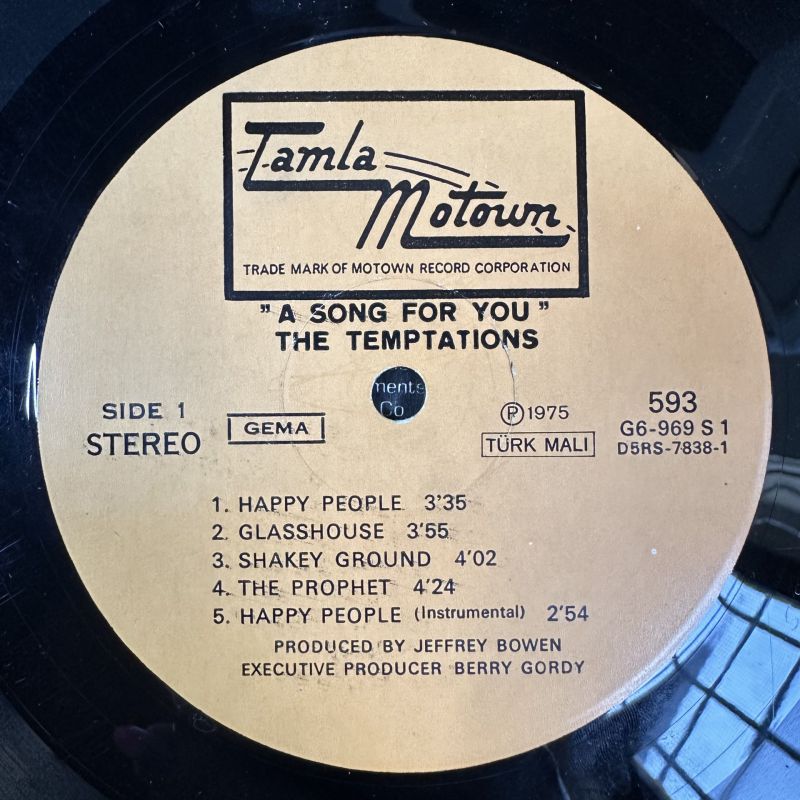 Tamla
Motown
TRADE MARK OF MOTOWN RECORD CORPORATION
"A SONG FOR YOU"
THE TEMPTATIONS
ments
Co
SIDE 1
STEREO
GEMA
Ⓟ 1975
TÜRK MALI
593
G6-969 S 1
D5RS-7838-1
1. HAPPY PEOPLE 3'35
2. GLASSHOUSE 3'55
3. SHAKEY GROUND 4'02
4. THE PROPHET 4'24
5. HAPPY PEOPLE (Instrumental) 2'54
PRODUCED BY JEFFREY BOWEN
EXECUTIVE PRODUCER BERRY GORDY